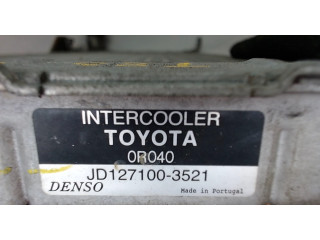 INTERCOOLER
TOYOTA
0R040
JD127100-3521
DENSO Made in Portugal